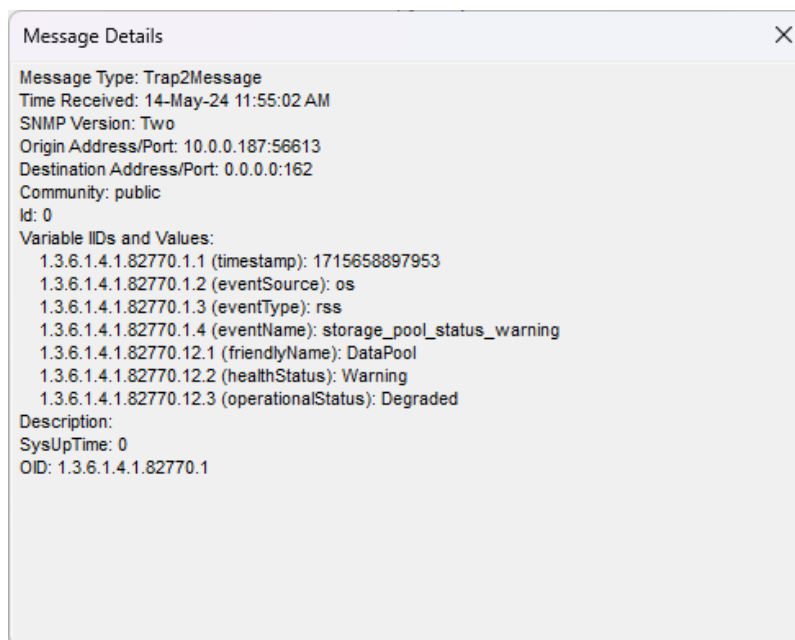 Message Details
Message Type: Trap2Message
Time Received: 14-May-24 11:55:02 AM
SNMP Version: Two
Origin Address/Port: 10.0.0.187:56613
Destination Address/Port: 0.0.0.0:162
Community: public
Id: 0
Variable IIDs and Values:
1.3.6.1.4.1.82770.1.1 (timestamp): 1715658897953
1.3.6.1.4.1.82770.1.2 (eventSource): os
1.3.6.1.4.1.82770.1.3 (eventType): rss
1.3.6.1.4.1.82770.1.4 (eventName): storage_pool_status_warning
1.3.6.1.4.1.82770.12.1 (friendlyName): DataPool
1.3.6.1.4.1.82770.12.2 (healthStatus): Warning
1.3.6.1.4.1.82770.12.3 (operationalStatus): Degraded
Description:
SysUpTime: 0
OID: 1.3.6.1.4.1.82770.1